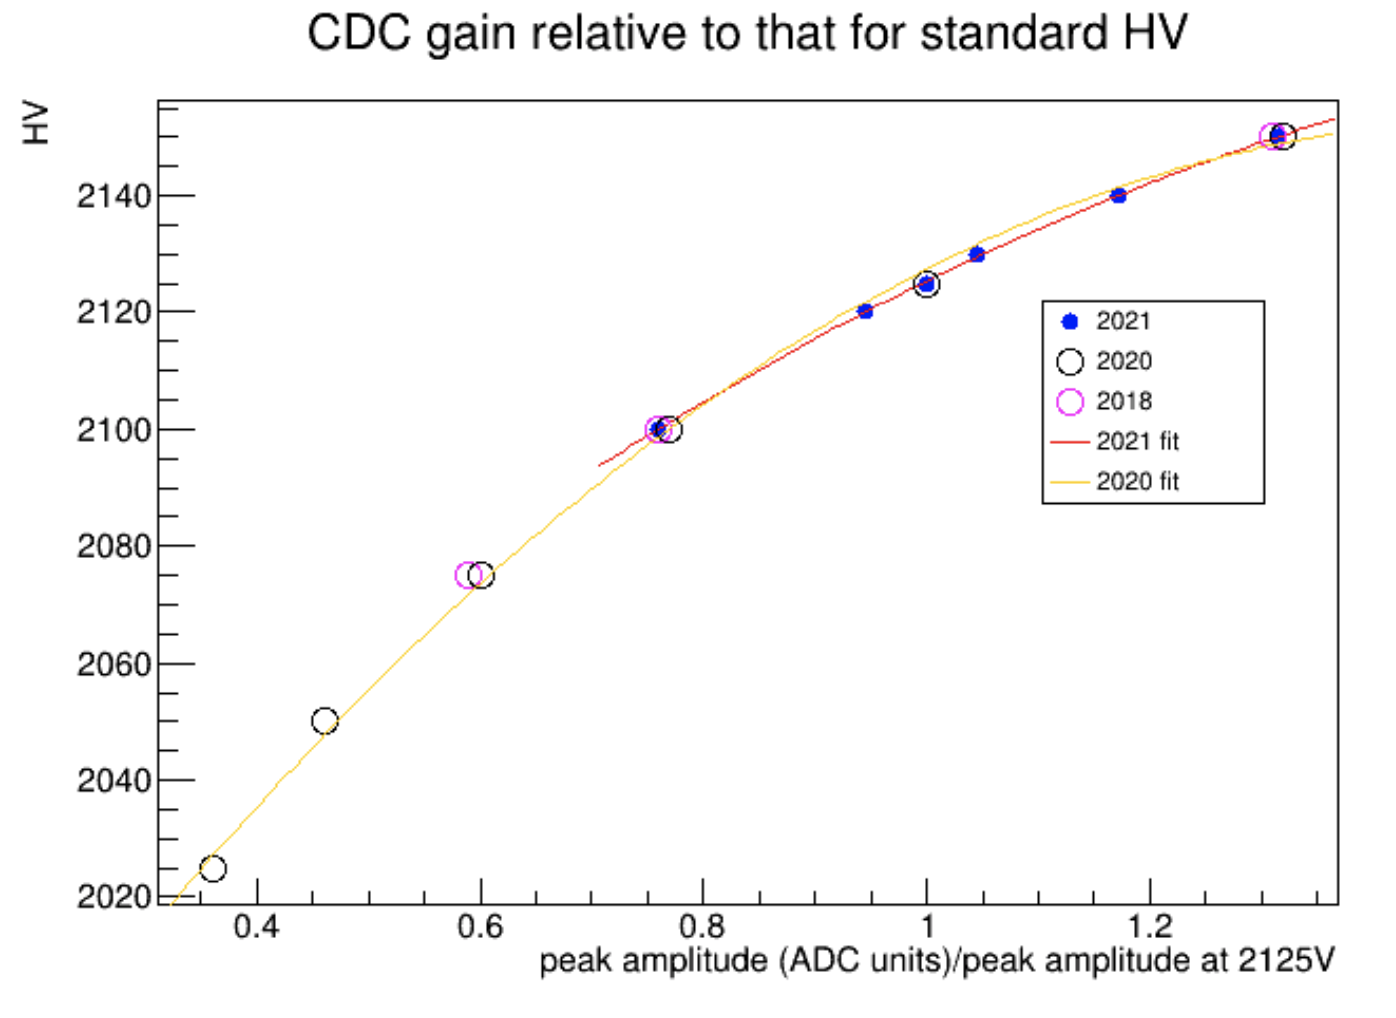 CDC gain relative to that for standard HV
HV
2140
2120
2100
2080
2060
2040
2020
0.4 0.6 0.8 1 1.2
peak amplitude (ADC units)/peak amplitude at 2125V
2021
2020
2018
2021 fit
2020 fit